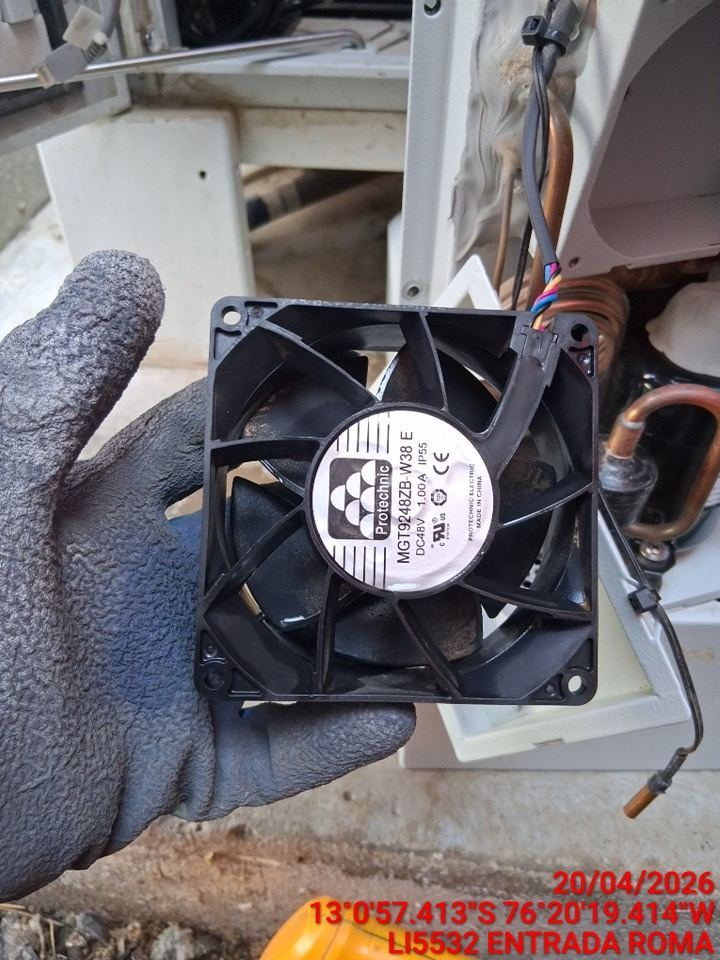 Protechnic
MGT9248ZB-W38 E
DC48V 1.00A IP55
PROTECHNIC ELECTRIC
MADE IN CHINA
20/04/2026
13°0'57.413"S 76°20'19.414"W
LI5532 ENTRADA ROMA